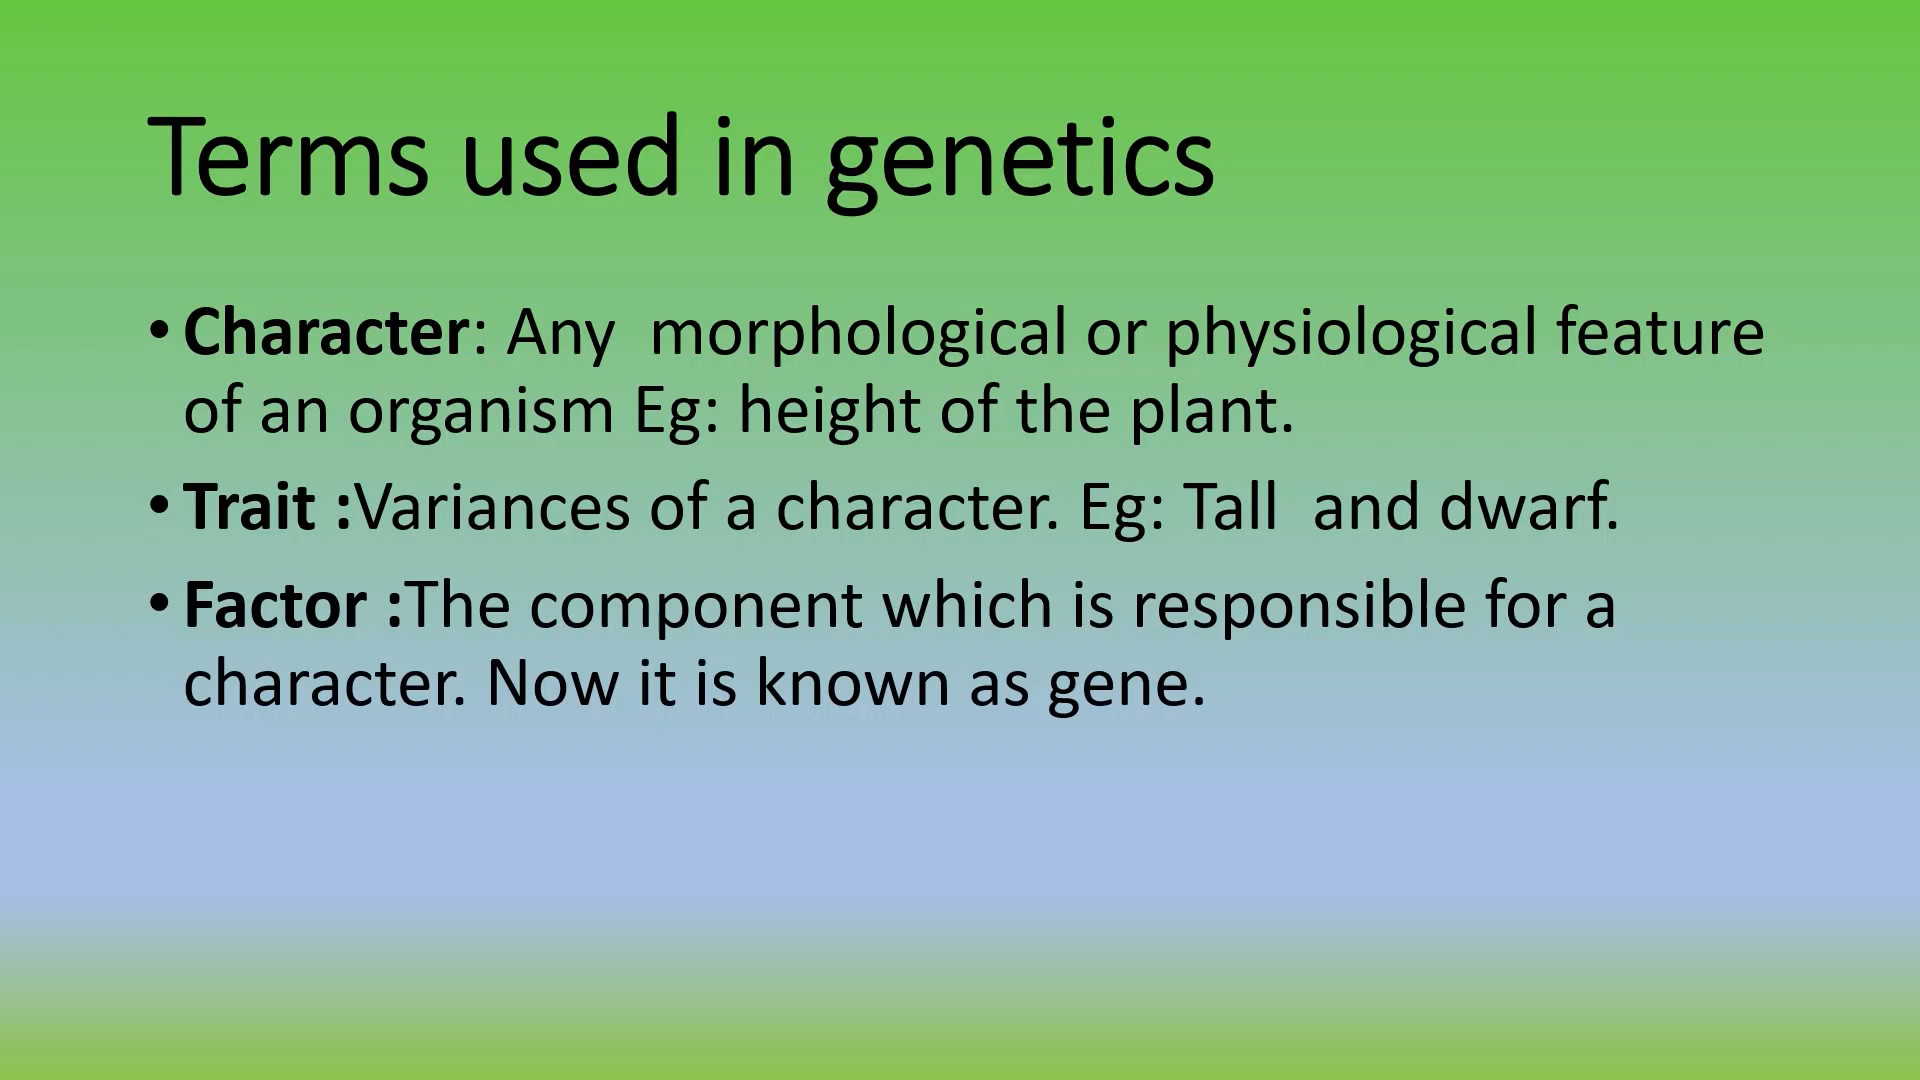 Terms used in genetics
• Character: Any  morphological or physiological feature
of an organism Eg: height of the plant.
• Trait :Variances of a character. Eg: Tall  and dwarf.
• Factor :The component which is responsible for a
character. Now it is known as gene.